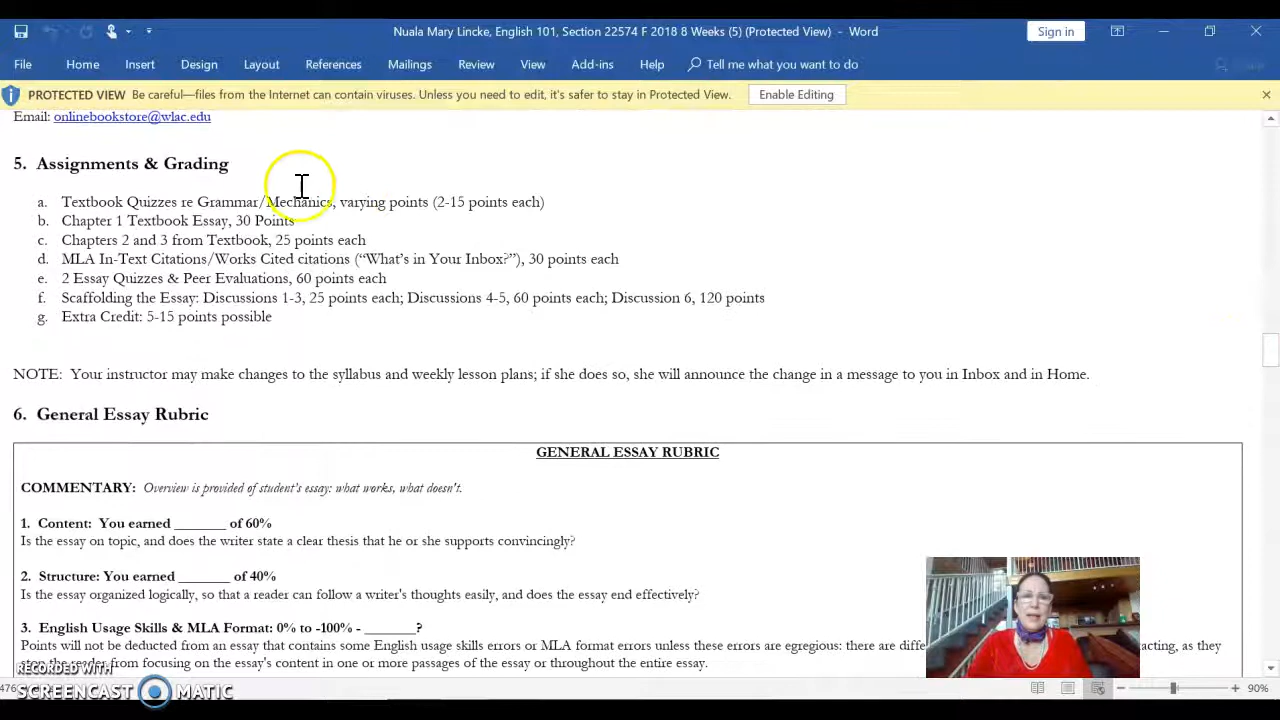 Nuala Mary Lincke, English 101, Section 22574 F 2018 8 Weeks (5) (Protected View) - Word
Sign in
File Home Insert Design Layout References Mailings Review View Add-ins Help Tell me what you want to do
PROTECTED VIEW Be careful—files from the Internet can contain viruses. Unless you need to edit, it's safer to stay in Protected View. Enable Editing
Email: onlinebookstore@wlac.edu
5. Assignments & Grading
a. Textbook Quizzes re Grammar/Mechanics, varying points (2-15 points each)
b. Chapter 1 Textbook Essay, 30 Points
c. Chapters 2 and 3 from Textbook, 25 points each
d. MLA In-Text Citations/Works Cited citations (“What’s in Your Inbox?”), 30 points each
e. 2 Essay Quizzes & Peer Evaluations, 60 points each
f. Scaffolding the Essay: Discussions 1-3, 25 points each; Discussions 4-5, 60 points each; Discussion 6, 120 points
g. Extra Credit: 5-15 points possible
NOTE: Your instructor may make changes to the syllabus and weekly lesson plans; if she does so, she will announce the change in a message to you in Inbox and in Home.
6. General Essay Rubric
GENERAL ESSAY RUBRIC
COMMENTARY: Overview is provided of student's essay: what works, what doesn't.
1. Content: You earned _______ of 60%
Is the essay on topic, and does the writer state a clear thesis that he or she supports convincingly?
2. Structure: You earned _______ of 40%
Is the essay organized logically, so that a reader can follow a writer's thoughts easily, and does the essay end effectively?
3. English Usage Skills & MLA Format: 0% to -100% - _______?
Points will not be deducted from an essay that contains some English usage skills errors or MLA format errors unless these errors are egregious: there are acting, as they
from focusing on the essay's content in one or more passages of the essay or throughout the entire essay.
RECORDED WITH
SCREENCAST MATIC
90%